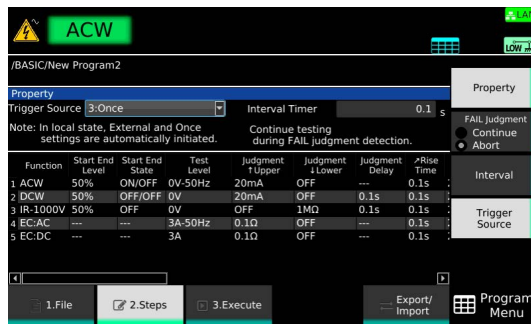 LAN
ACW
LOW
/BASIC/New Program2
Property
Trigger Source 3:Once Interval Timer 0.1 s
Note: In local state, External and Once
settings are automatically initiated.
Continue testing
during FAIL judgment detection.
Function Start End Level Start End State Test Level Judgment ↑Upper Judgment ↓Lower Judgment Delay ↗Rise Time
1 ACW 50% ON/OFF 0V-50Hz 20mA OFF --- 0.1s
2 DCW 50% OFF/OFF 0V 20mA OFF 0.1s 0.1s
3 IR-1000V 50% OFF 0V OFF 1MΩ 0.1s 0.1s
4 EC:AC --- --- 3A-50Hz 0.1Ω OFF --- 0.1s
5 EC:DC --- --- 3A 0.1Ω OFF --- 0.1s
Property
FAIL Judgment
Continue
Abort
Interval
Trigger
Source
1.File
2.Steps
3.Execute
Export/
Import
Program
Menu